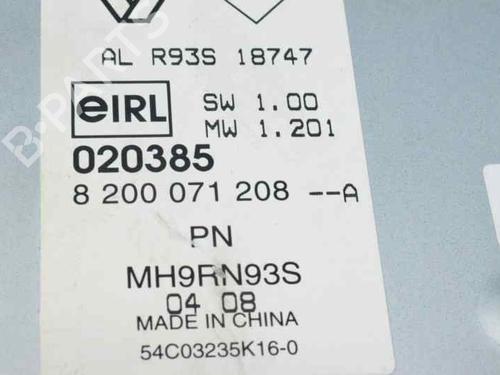 AL R93S 18747
eIRL SW 1.00
MW 1.201
020385
8 200 071 208 --A
PN
MH9RN93S
04 08
MADE IN CHINA
54C03235K16-0
B-PARTS